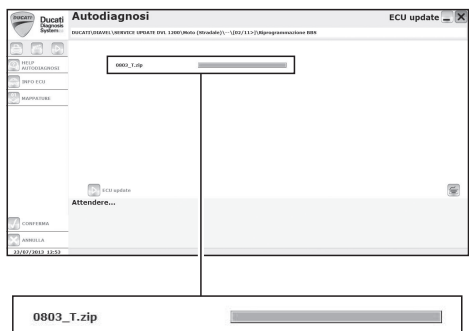 DUCATI
Ducati
Diagnosis
System
Autodiagnosi
ECU update
DUCATI\DIAVEL\SERVICE UPDATE DVL 1200\Moto (Stradale)\--\[02/11>]\Riprogrammazione BBS
HELP
AUTODIAGNOSI
INFO ECU
MAPPATURE
0803_T.zip
ECU update
Attendere...
CONFERMA
ANNULLA
23/07/2013 12:53
0803_T.zip